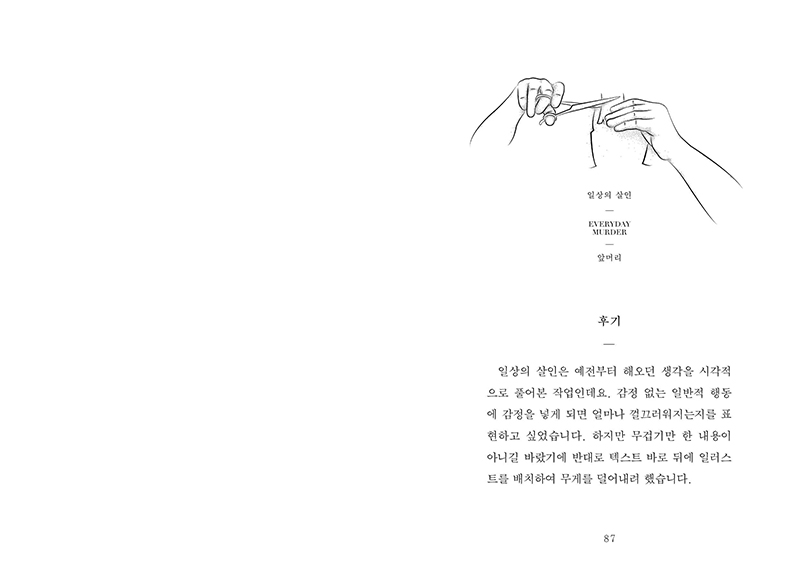 일상의 살인
—
EVERYDAY
MURDER
—
앞머리
후기
—
일상의 살인은 예전부터 해오던 생각을 시각적
으로 풀어본 작업인데요. 감정 없는 일반적 행동
에 감정을 넣게 되면 얼마나 껄끄러워지는지를 표
현하고 싶었습니다. 하지만 무겁기만 한 내용이
아니길 바랐기에 반대로 텍스트 바로 뒤에 일러스
트를 배치하여 무게를 덜어내려 했습니다.
87